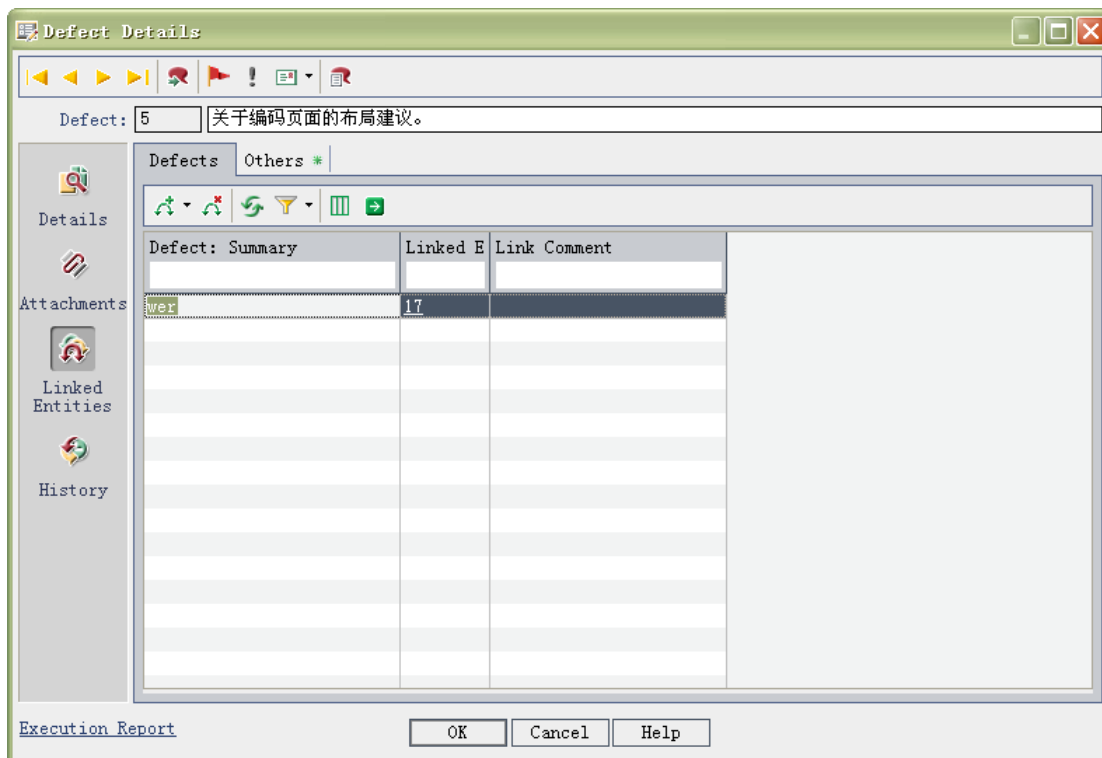 Defect Details
Defect: 5 关于编码页面的布局建议。
Defects Others *
Details
Defect: Summary Linked E Link Comment
Attachments
wer 17
Linked
Entities
History
Execution Report
OK Cancel Help